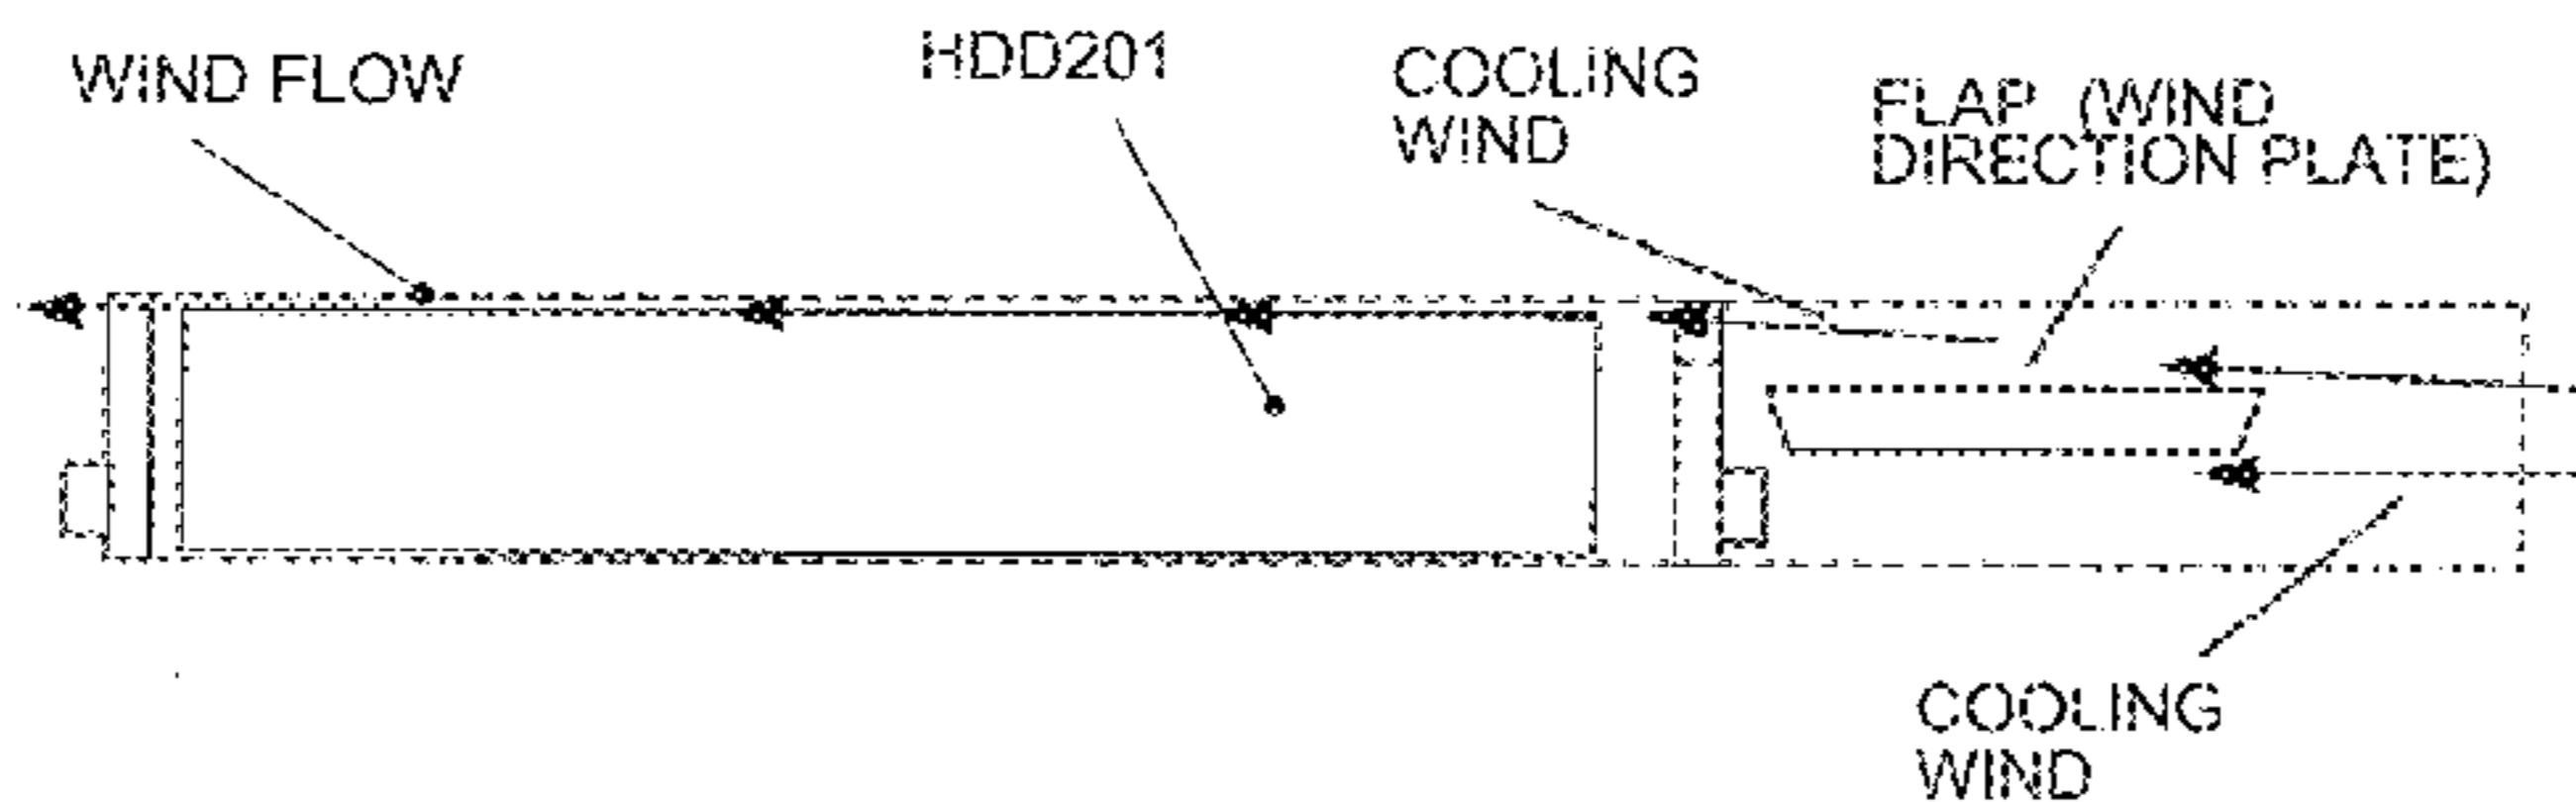 WIND FLOW
HDD201
COOLING
WIND
FLAP (WIND
DIRECTION PLATE)
COOLING
WIND